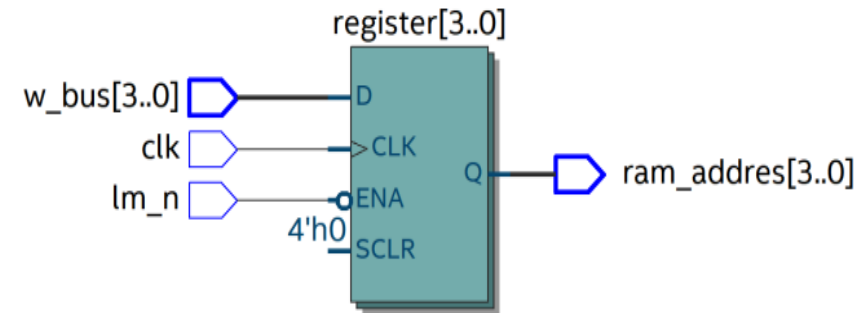 register[3..0]
w_bus[3..0]
D
clk
CLK
Q
ram_addres[3..0]
lm_n
ENA
4'h0
SCLR